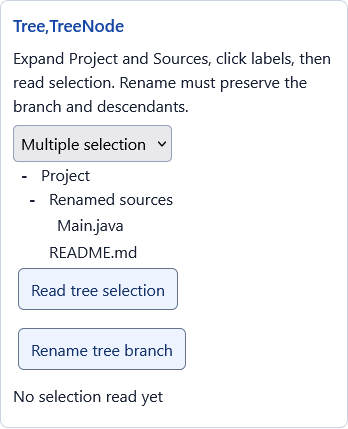 Tree,TreeNode
Expand Project and Sources, click labels, then
read selection. Rename must preserve the
branch and descendants.
Multiple selection
- Project
- Renamed sources
Main.java
README.md
Read tree selection
Rename tree branch
No selection read yet